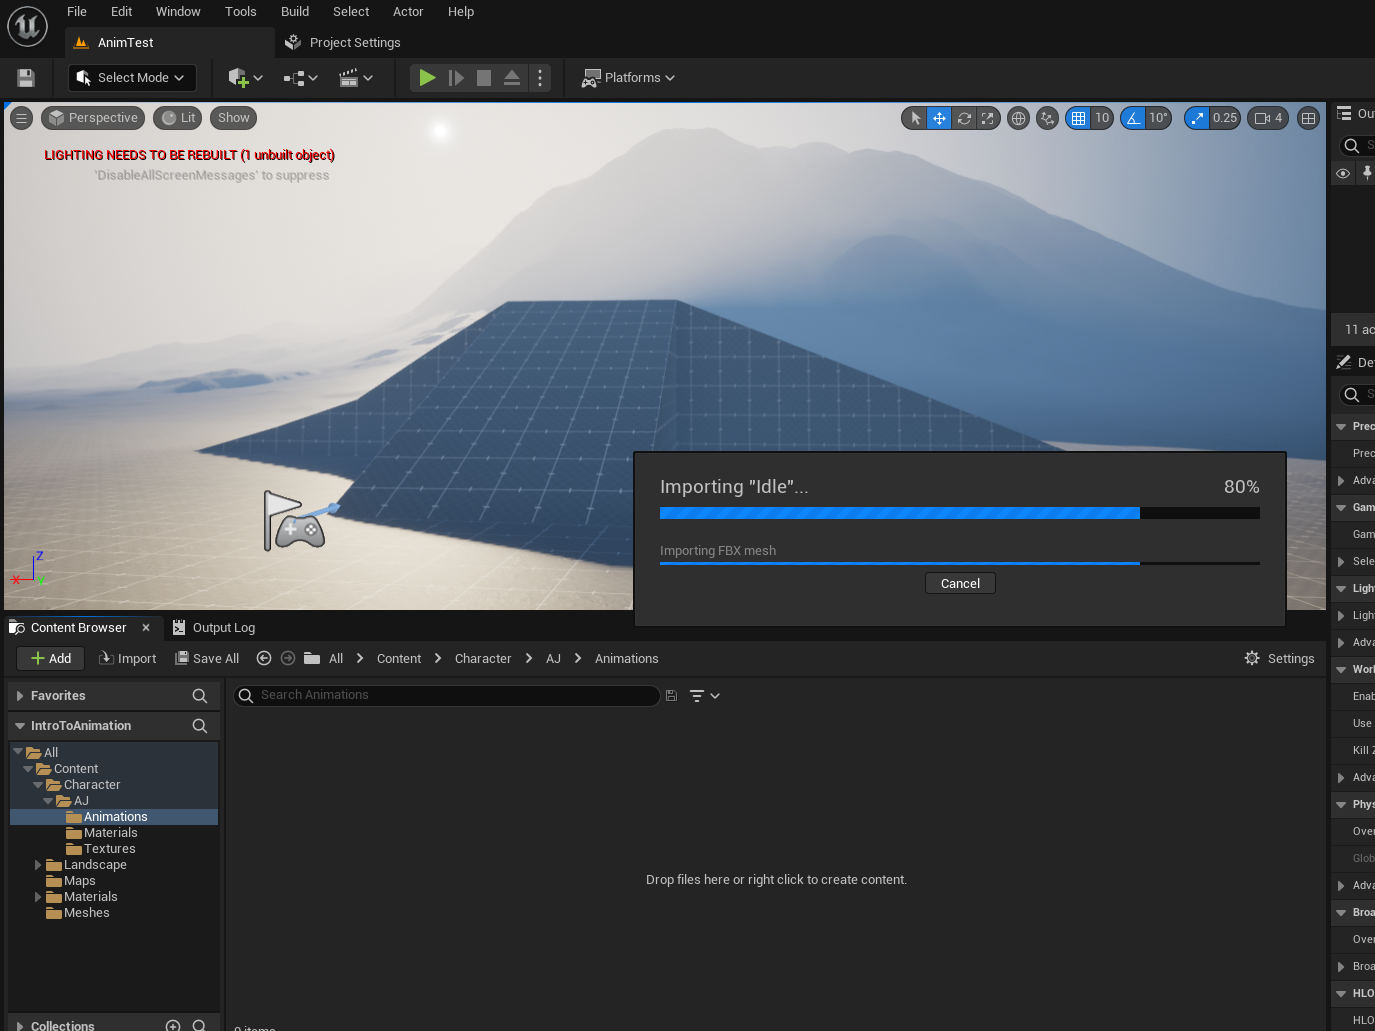 File Edit Window Tools Build Select Actor Help
AnimTest Project Settings
Select Mode Platforms
Perspective Lit Show 10 10° 0.25 4
LIGHTING NEEDS TO BE REBUILT (1 unbuilt object)
'DisableAllScreenMessages' to suppress
Z
X
Importing "Idle"... 80%
Importing FBX mesh
Cancel
Content Browser Output Log
Add Import Save All All Content Character AJ Animations Settings
Favorites
Search Animations
IntroToAnimation
All
Content
Character
AJ
Animations
Materials
Textures
Landscape
Maps
Materials
Meshes
Drop files here or right click to create content.
Collections
0 items
Ou
S
11 ac
De
S
Prec
Prec
Adva
Gam
Gam
Sele
Ligh
Ligh
Adva
Worl
Enab
Use
Kill Z
Adva
Phys
Over
Glob
Adva
Broa
Over
Broa
HLO
HLO